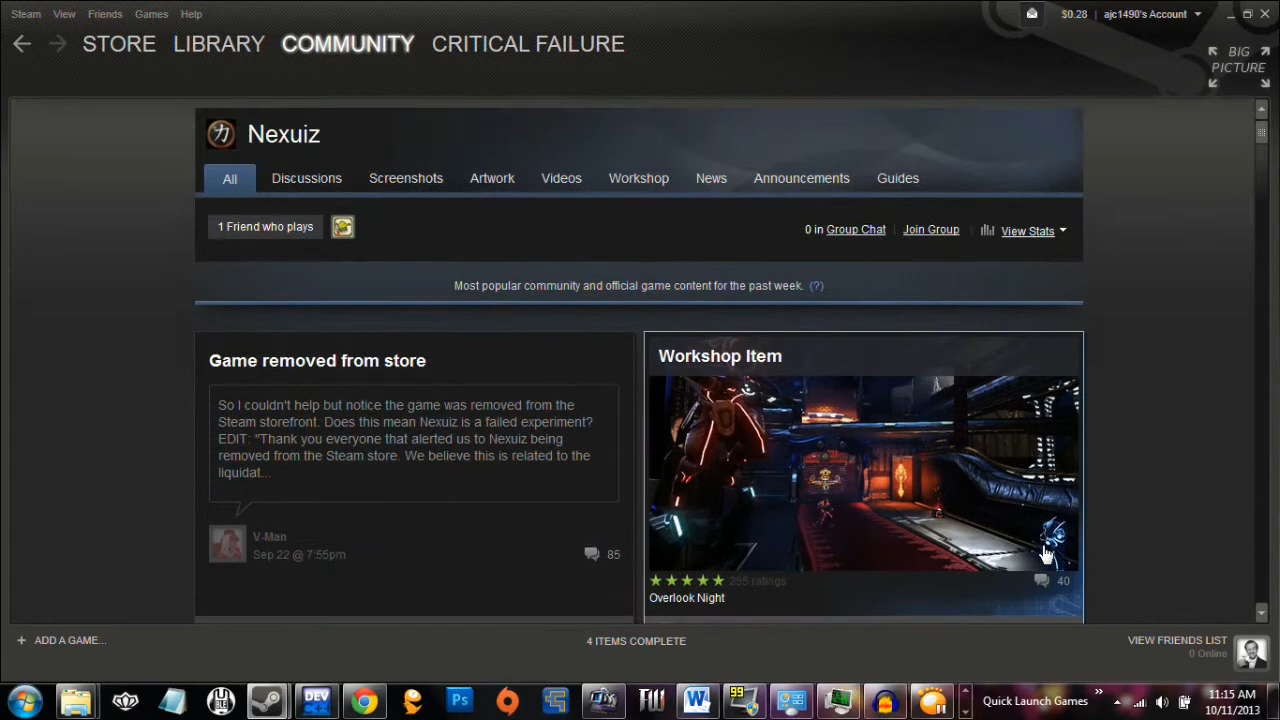 Steam View Friends Games Help
$0.28 ajc1490's Account
STORE LIBRARY COMMUNITY CRITICAL FAILURE
BIG PICTURE
力 Nexuiz
All Discussions Screenshots Artwork Videos Workshop News Announcements Guides
1 Friend who plays
0 in Group Chat Join Group View Stats
Most popular community and official game content for the past week. (?)
Game removed from store
So I couldn't help but notice the game was removed from the
Steam storefront. Does this mean Nexuiz is a failed experiment?
EDIT: "Thank you everyone that alerted us to Nexuiz being
removed from the Steam store. We believe this is related to the
liquidat...
V-Man
Sep 22 @ 7:55pm
85
Workshop Item
265 ratings
40
Overlook Night
+ ADD A GAME...
4 ITEMS COMPLETE
VIEW FRIENDS LIST
0 Online
DEV
Ps
W
99
Quick Launch Games
11:15 AM
10/11/2013